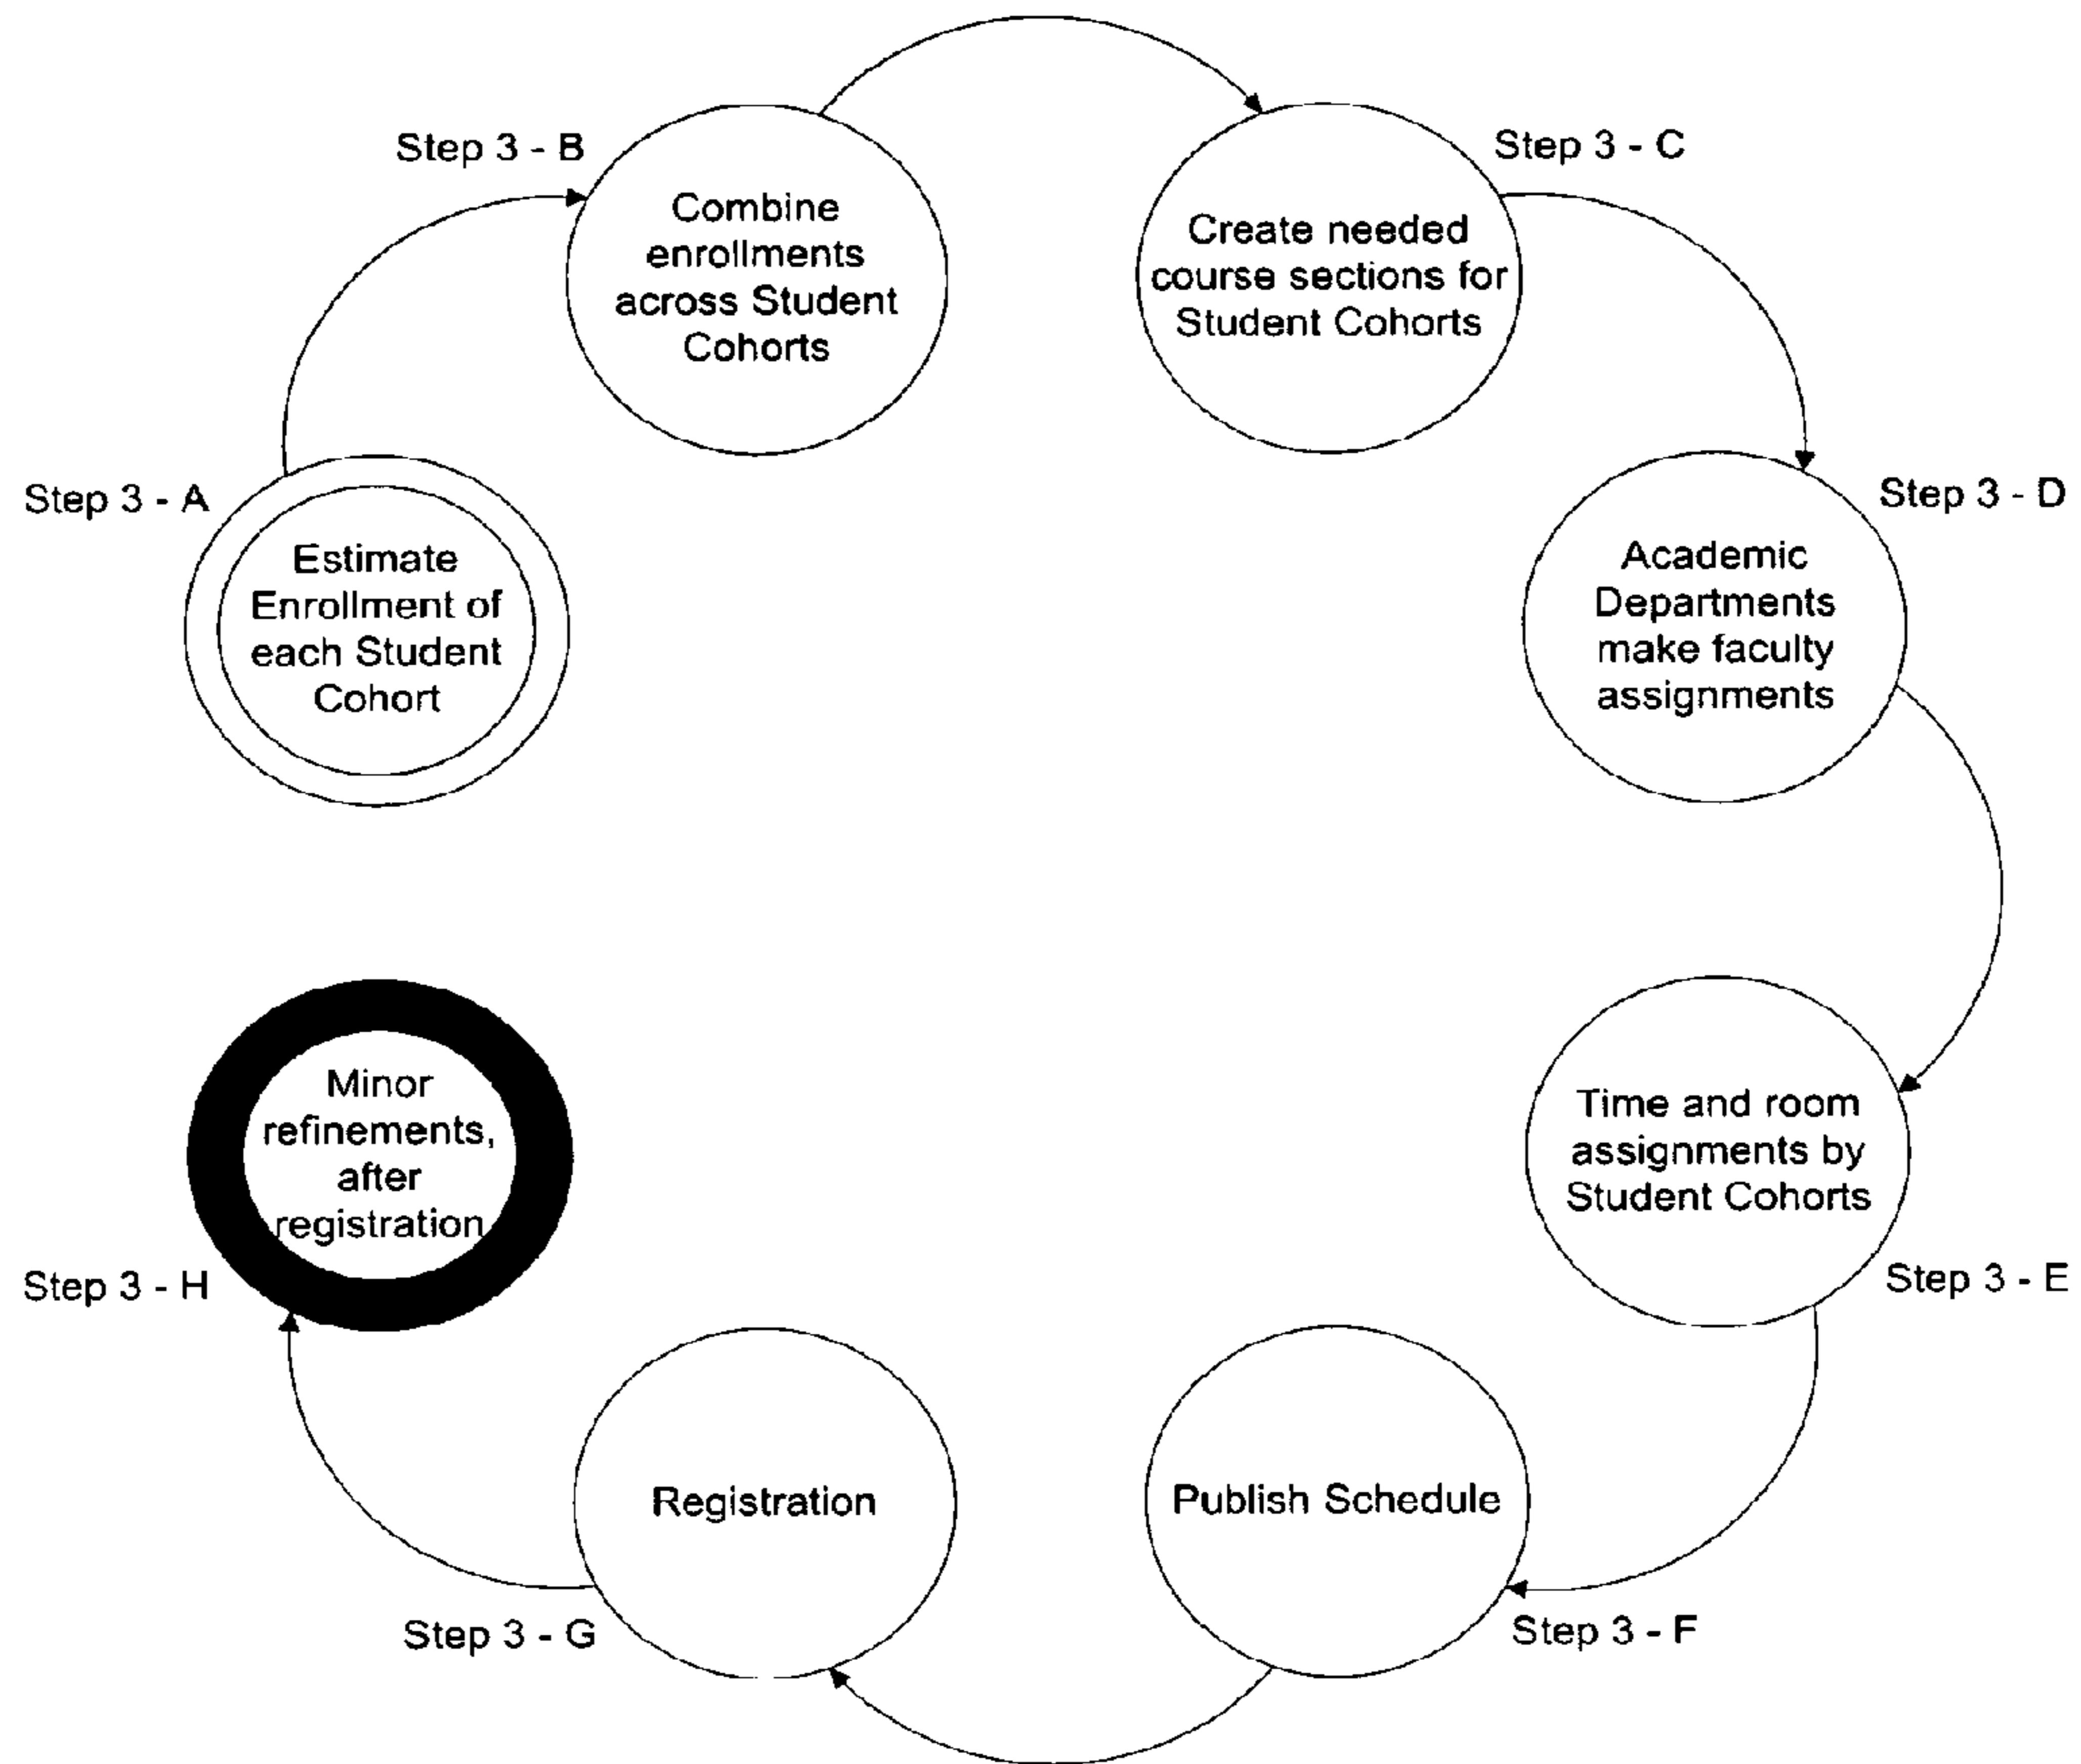 Step 3 - A
Estimate
Enrollment of
each Student
Cohort
Step 3 - B
Combine
enrollments
across Student
Cohorts
Step 3 - C
Create needed
course sections for
Student Cohorts
Step 3 - D
Academic
Departments
make faculty
assignments
Time and room
assignments by
Student Cohorts
Step 3 - E
Publish Schedule
Step 3 - F
Registration
Step 3 - G
Minor
refinements,
after
registration
Step 3 - H